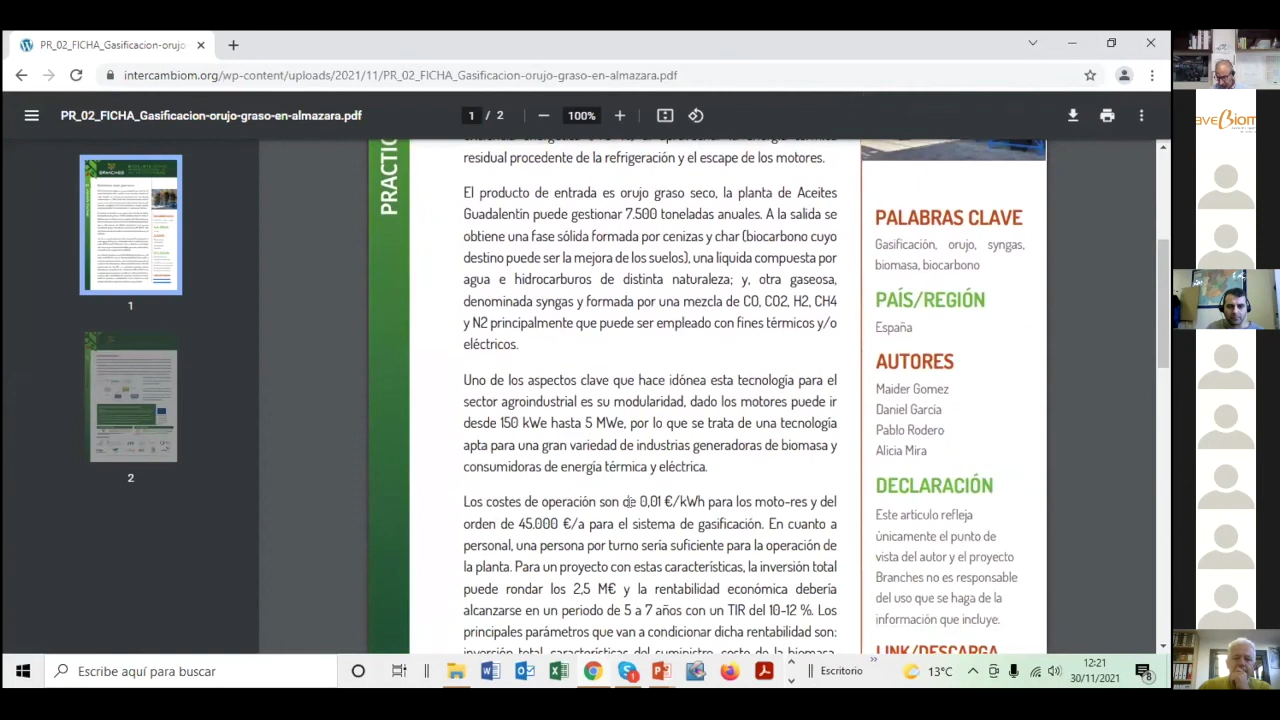 PR_02_FICHA_Gasificacion-orujo
intercambiom.org/wp-content/uploads/2021/11/PR_02_FICHA_Gasificacion-orujo-graso-en-almazara.pdf
PR_02_FICHA_Gasificacion-orujo-graso-en-almazara.pdf
1 / 2
100%
1
2
PRACTIC
residual procedente de la refrigeración y el escape de los motores.
El producto de entrada es orujo graso seco, la planta de Aceites
Guadalentín puede gestionar 7.500 toneladas anuales. A la salida se
obtiene una fase sólida formada por cenizas y char (biocarbono cuyo
destino puede ser la mejora de los suelos), una líquida compuesta por
agua e hidrocarburos de distinta naturaleza; y, otra gaseosa,
denominada syngas y formada por una mezcla de CO, CO2, H2, CH4
y N2 principalmente que puede ser empleado con fines térmicos y/o
eléctricos.
Uno de los aspectos clave que hace idónea esta tecnología para el
sector agroindustrial es su modularidad, dado los motores puede ir
desde 150 kWe hasta 5 MWe, por lo que se trata de una tecnología
apta para una gran variedad de industrias generadoras de biomasa y
consumidoras de energía térmica y eléctrica.
Los costes de operación son de 0,01 €/kWh para los moto-res y del
orden de 45.000 €/a para el sistema de gasificación. En cuanto a
personal, una persona por turno sería suficiente para la operación de
la planta. Para un proyecto con estas características, la inversión total
puede rondar los 2,5 M€ y la rentabilidad económica debería
alcanzarse en un periodo de 5 a 7 años con un TIR del 10-12 %. Los
principales parámetros que van a condicionar dicha rentabilidad son:
inversión total, características del suministro, coste de la biomasa,
PALABRAS CLAVE
Gasificación, orujo, syngas,
biomasa, biocarbono
PAÍS/REGIÓN
España
AUTORES
Maider Gomez
Daniel García
Pablo Rodero
Alicia Mira
DECLARACIÓN
Este articulo refleja
únicamente el punto de
vista del autor y el proyecto
Branches no es responsable
del uso que se haga de la
información que incluye.
LINK/DESCARGA
aveBiom
Escribe aquí para buscar
Escritorio
13°C
12:21
30/11/2021
8